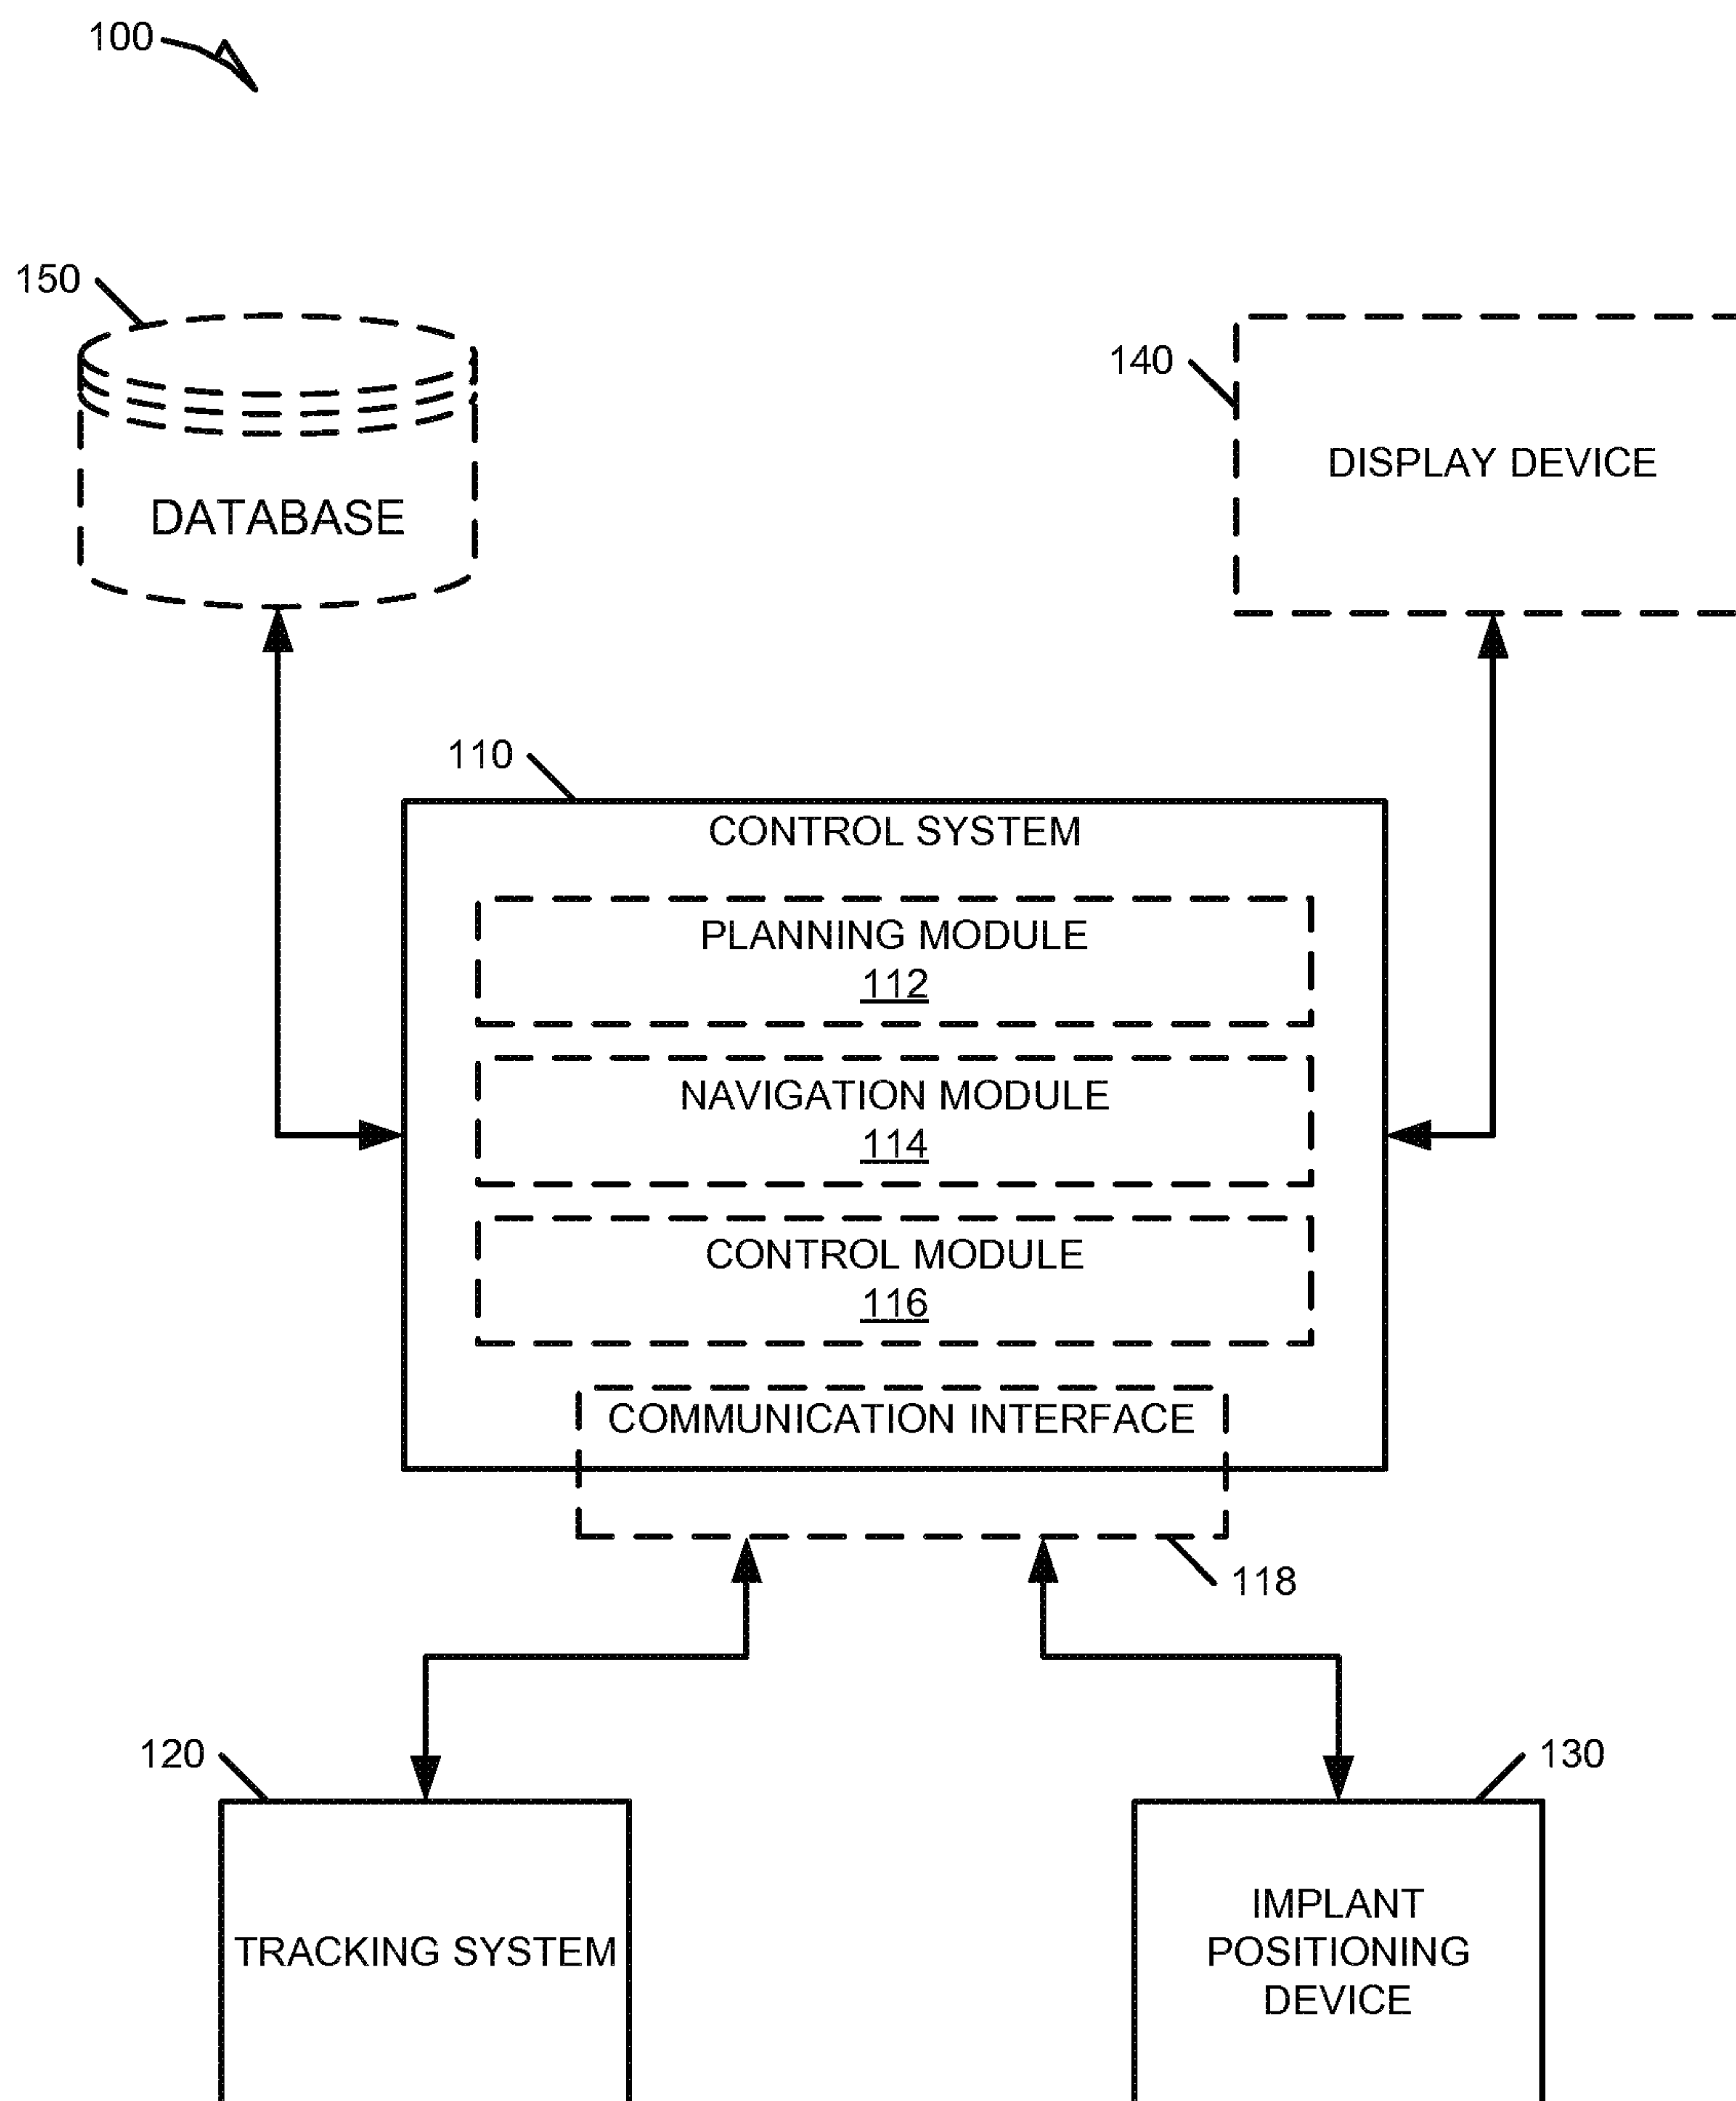 100
150
DATABASE
140
DISPLAY DEVICE
110
CONTROL SYSTEM
PLANNING MODULE
112
NAVIGATION MODULE
114
CONTROL MODULE
116
COMMUNICATION INTERFACE
118
120
TRACKING SYSTEM
130
IMPLANT
POSITIONING
DEVICE